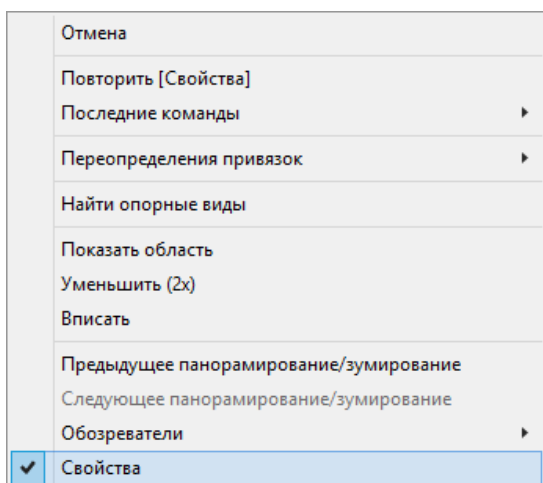 Отмена
Повторить [Свойства]
Последние команды
Переопределения привязок
Найти опорные виды
Показать область
Уменьшить (2x)
Вписать
Предыдущее панорамирование/зумирование
Следующее панорамирование/зумирование
Обозреватели
Свойства